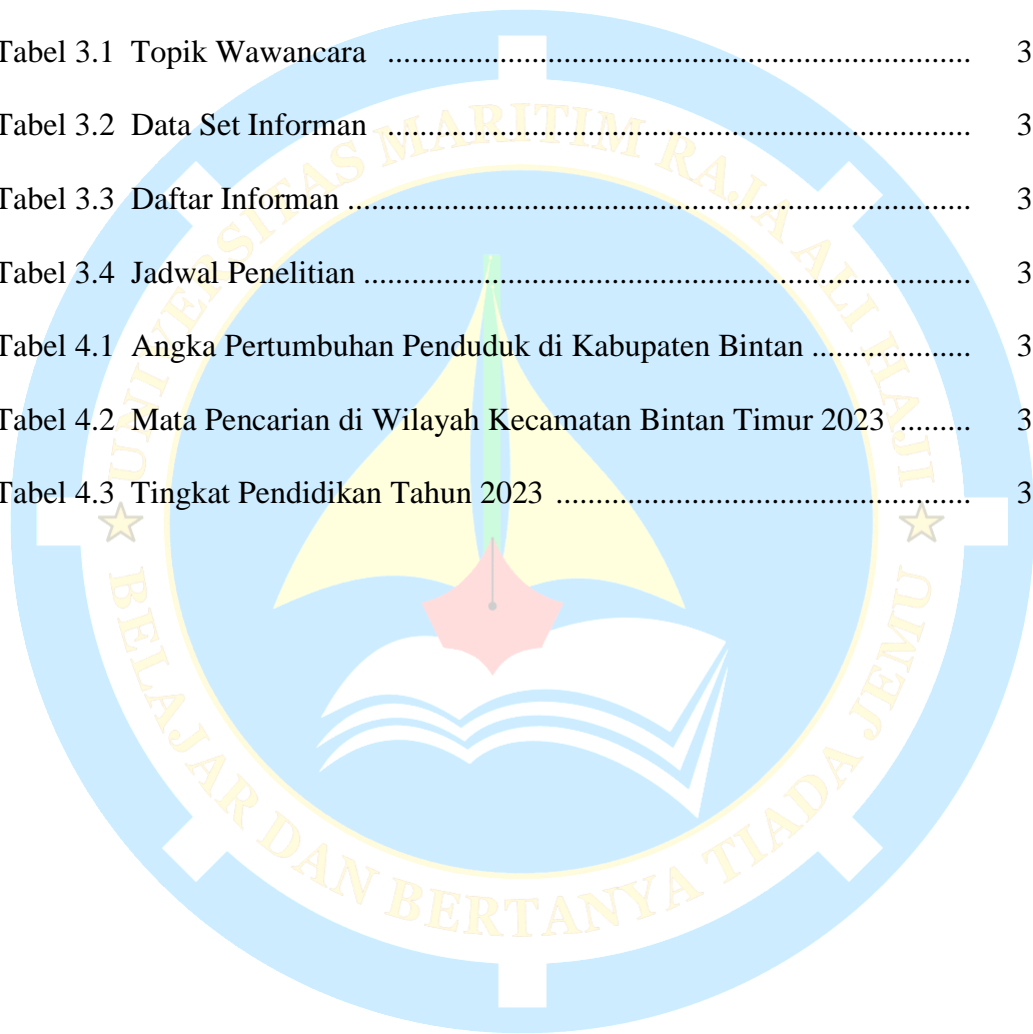 Tabel 3.1 Topik Wawancara ........................................................................ 3
Tabel 3.2 Data Set Informan ........................................................................ 3
Tabel 3.3 Daftar Informan ............................................................................. 3
Tabel 3.4 Jadwal Penelitian ........................................................................... 3
Tabel 4.1 Angka Pertumbuhan Penduduk di Kabupaten Bintan .................... 3
Tabel 4.2 Mata Pencarian di Wilayah Kecamatan Bintan Timur 2023 ......... 3
Tabel 4.3 Tingkat Pendidikan Tahun 2023 .................................................... 3
UNIVERSITAS MARITIM RAJA ALI HAJI
BELAJAR DAN BERTANYA TIADA JEMU